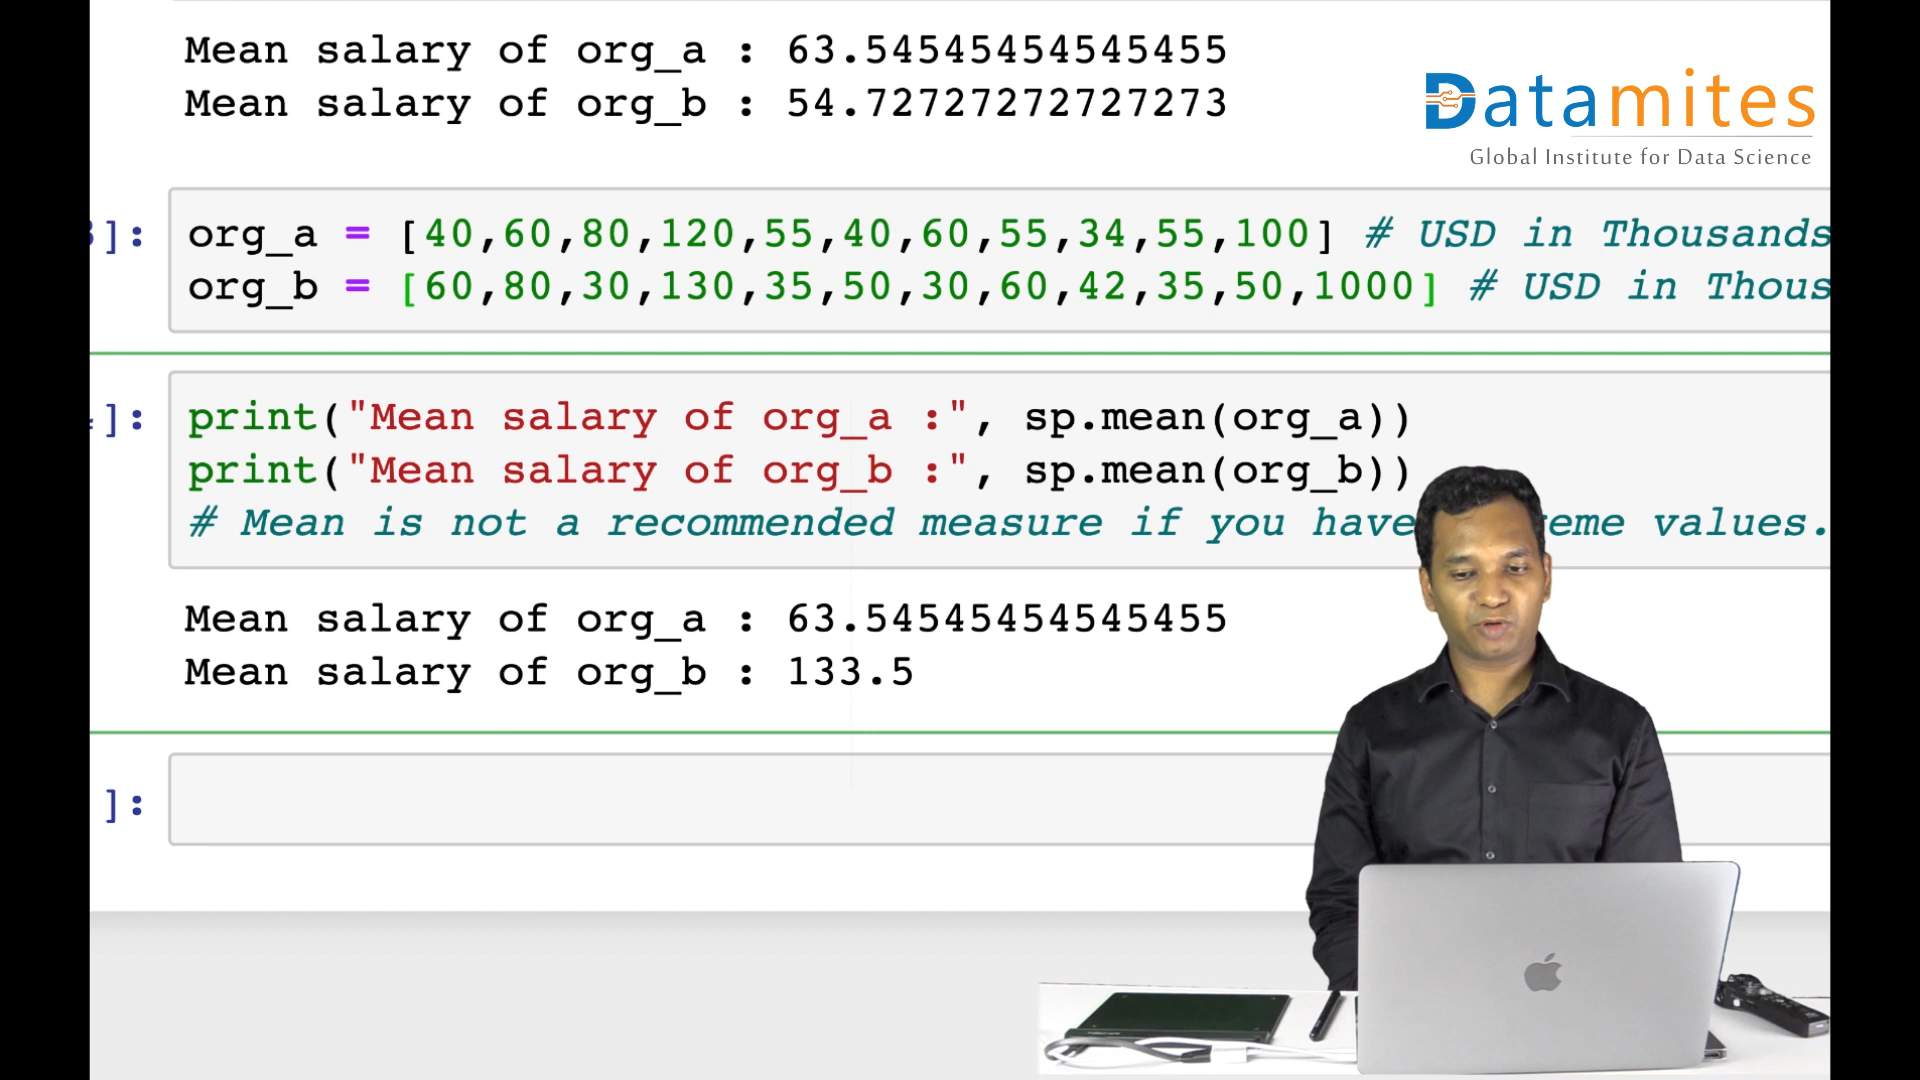 Mean salary of org_a : 63.54545454545455
Mean salary of org_b : 54.72727272727273
Datamites
Global Institute for Data Science
]: org_a = [40,60,80,120,55,40,60,55,34,55,100] # USD in Thousands
org_b = [60,80,30,130,35,50,30,60,42,35,50,1000] # USD in Thous
]: print("Mean salary of org_a :", sp.mean(org_a))
print("Mean salary of org_b :", sp.mean(org_b))
# Mean is not a recommended measure if you have eme values.
Mean salary of org_a : 63.54545454545455
Mean salary of org_b : 133.5
]: